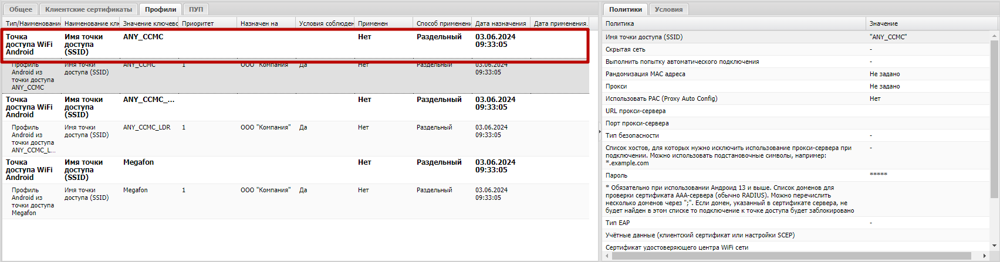 Общее Клиентские сертификаты Профили ПУП
Тип/Наименование Наименование клю Значение ключево Приоритет Назначен на Условия соблюден Применен Способ применени Дата назначения Дата применения.
Точка доступа WiFi Android Имя точки доступа (SSID) ANY_CCMC Нет Раздельный 03.06.2024 09:33:05
Профиль Android из точки доступа ANY_CCMC Имя точки доступа (SSID) ANY_CCMC 1 ООО "Компания" Да Нет Раздельный 03.06.2024 09:33:05
Точка доступа WiFi Android Имя точки доступа (SSID) ANY_CCMC_... Нет Раздельный 03.06.2024 09:33:05
Профиль Android из точки доступа ANY_CCMC_L... Имя точки доступа (SSID) ANY_CCMC_LDR 1 ООО "Компания" Да Нет Раздельный 03.06.2024 09:33:05
Точка доступа WiFi Android Имя точки доступа (SSID) Megafon Нет Раздельный 03.06.2024 09:33:05
Профиль Android из точки доступа Megafon Имя точки доступа (SSID) Megafon 1 ООО "Компания" Да Нет Раздельный 03.06.2024 09:33:05
Политики Условия
Политика Значение
Имя точки доступа (SSID) "ANY_CCMC"
Скрытая сеть -
Выполнить попытку автоматического подключения -
Рандомизация MAC адреса Не задано
Прокси Не задано
Использовать PAC (Proxy Auto Config) Нет
URL прокси-сервера
Порт прокси-сервера
Тип безопасности -
Список хостов, для которых нужно исключить использование прокси-сервера при -
подключении. Можно использовать подстановочные символы, например:
*.example.com
Пароль *****
* Обязательно при использовании Андроид 13 и выше. Список доменов для
проверки сертификата AAA-сервера (обычно RADIUS). Можно перечислить
несколько доменов через ";". Если домен, указанный в сертификате сервера, не
будет найден в этом списке то подключение к точке доступа будет заблокировано
Тип EAP -
Учётные данные (клиентский сертификат или настройки SCEP)
Сертификат удостоверяющего центра WiFi сети